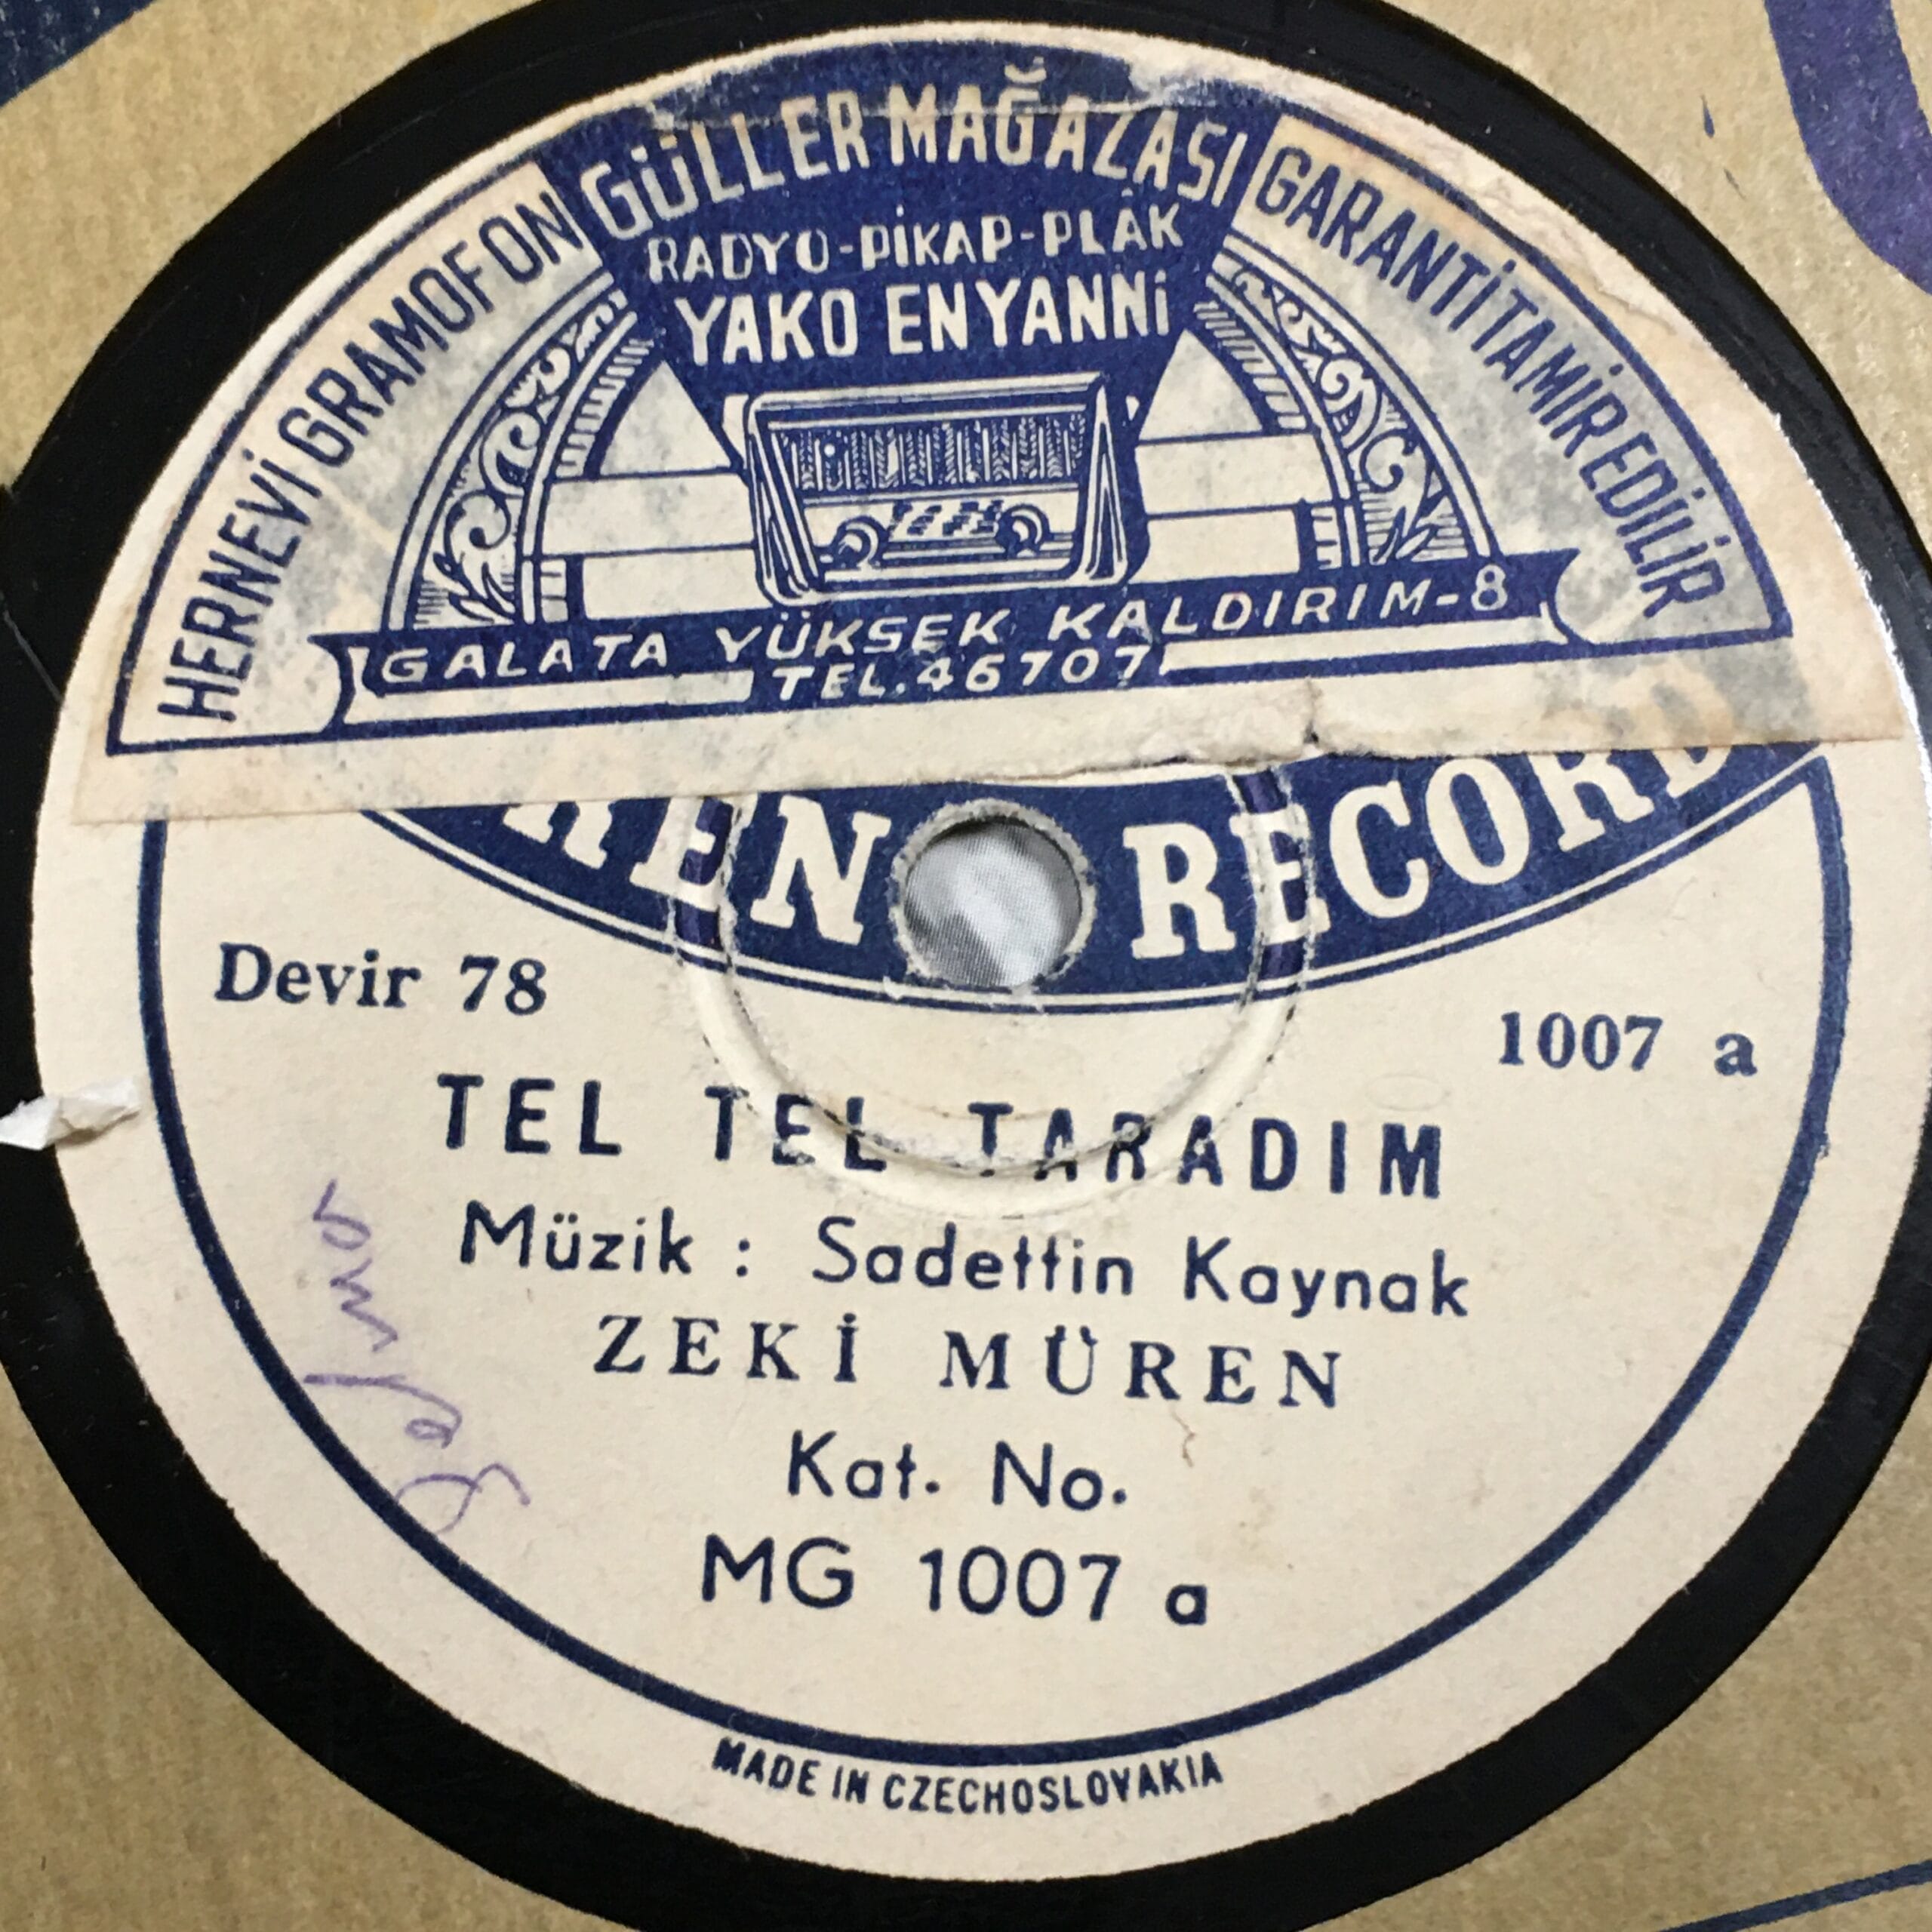 GÜLLER MAĞAZASI
RADYO-PİKAP-PLÂK
YAKO ENYANNİ
HERNEVİ GRAMOFON
GARANTİ TAMİR EDİLİR
GALATA YÜKSEK KALDIRIM-8
TEL. 46707
REN RECORD
Devir 78
1007 a
TEL TEL TARADIM
Müzik : Sadettin Kaynak
ZEKİ MÜREN
Kat. No.
MG 1007 a
MADE IN CZECHOSLOVAKIA